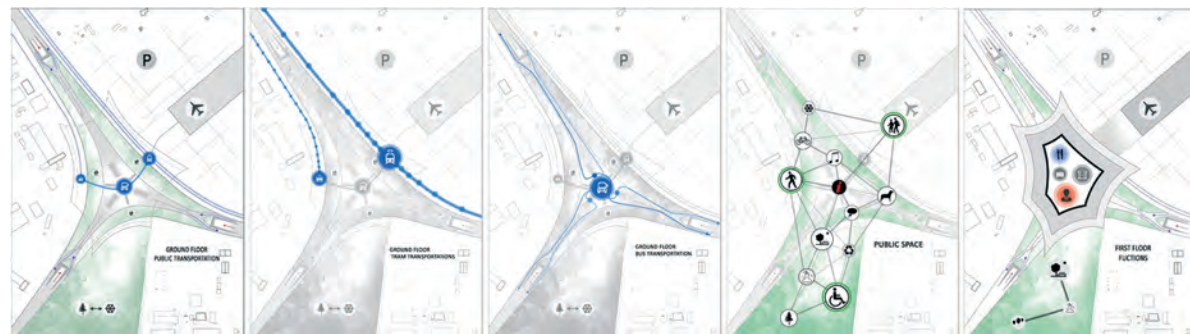 P
GROUND FLOOR
PUBLIC TRANSPORTATION
P
GROUND FLOOR
TRAM TRANSPORTATIONS
P
GROUND FLOOR
BUS TRANSPORTATION
P
i
PUBLIC SPACE
P
FIRST FLOOR
FUCTIONS